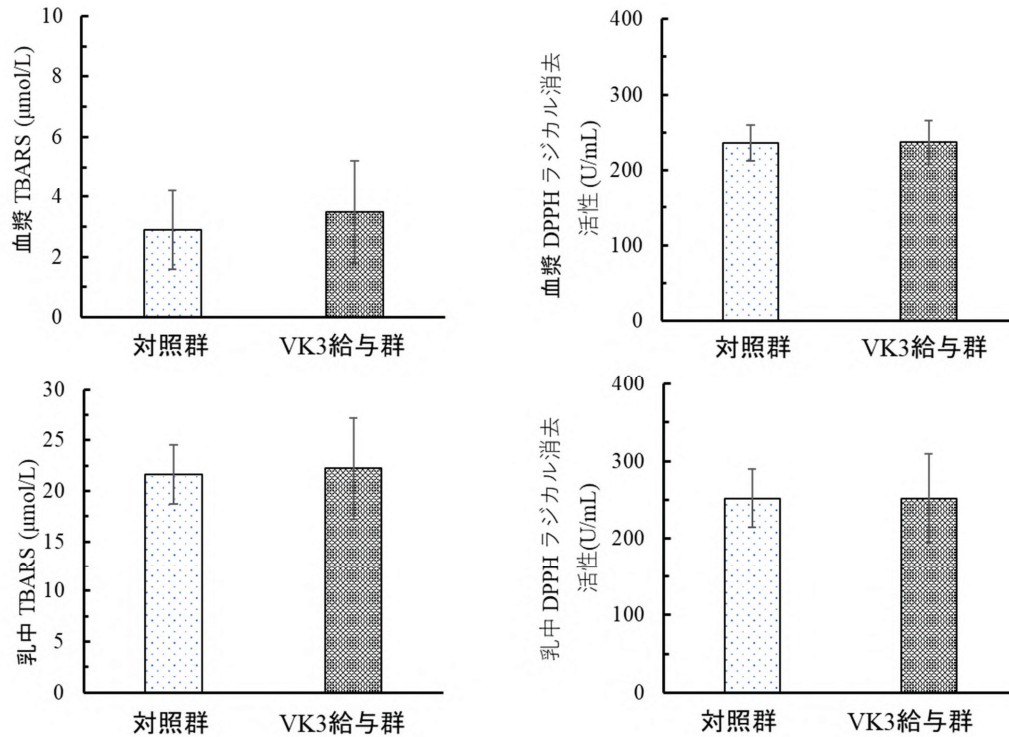 血漿 TBARS (μmol/L)
10
8
6
4
2
0
対照群
VK3給与群
血漿 DPPH ラジカル消去
活性 (U/mL)
400
300
200
100
0
対照群
VK3給与群
乳中 TBARS (μmol/L)
30
25
20
15
10
5
0
対照群
VK3給与群
乳中 DPPH ラジカル消去
活性(U/mL)
400
300
200
100
0
対照群
VK3給与群